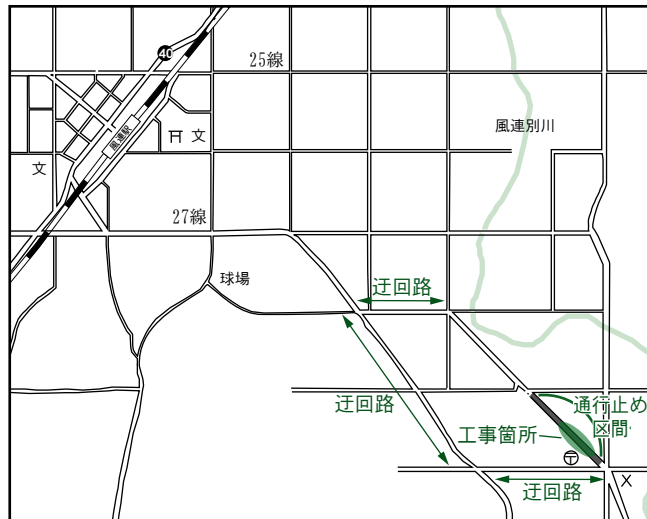 40
25線
風連駅
文
風連別川
文
27線
球場
迂回路
迂回路
通行止め
区間
工事箇所
迂回路